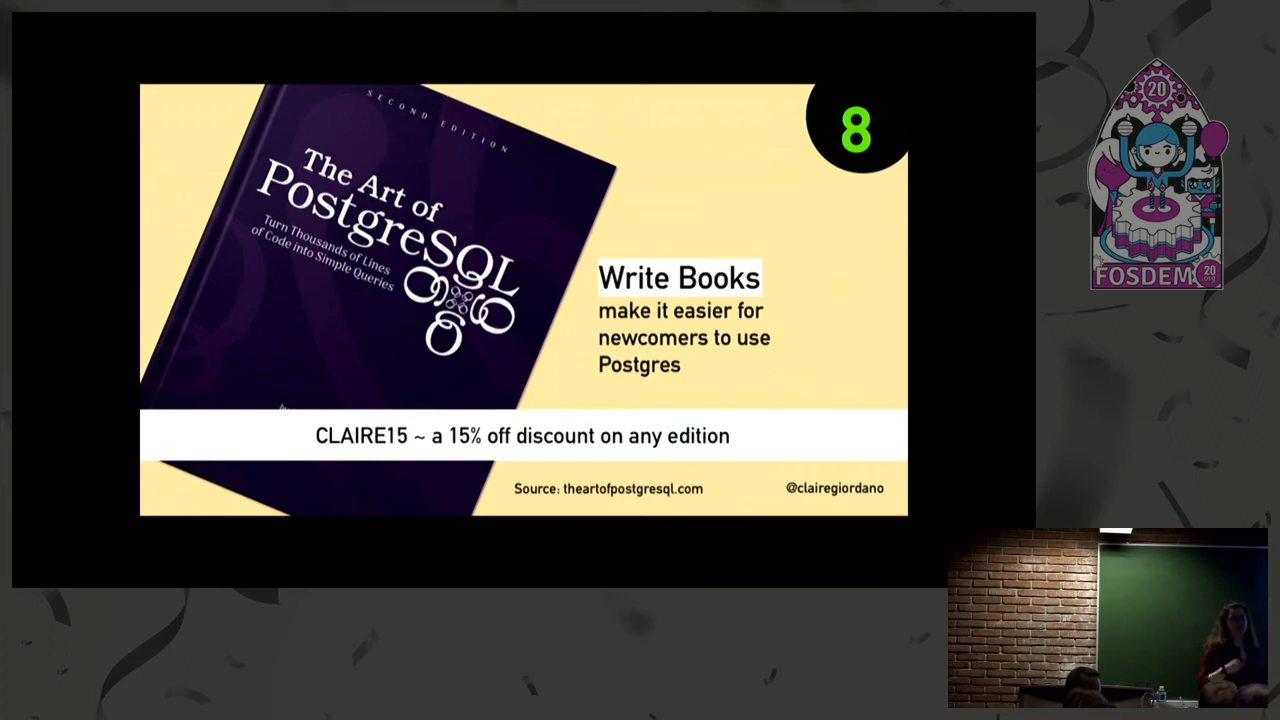 SECOND EDITION
The Art of
PostgreSQL
Turn Thousands of Lines
of Code into Simple Queries
8
Write Books
make it easier for
newcomers to use
Postgres
CLAIRE15 ~ a 15% off discount on any edition
Source: theartofpostgresql.com
@clairegiordano
20
FOSDEM
20
.org